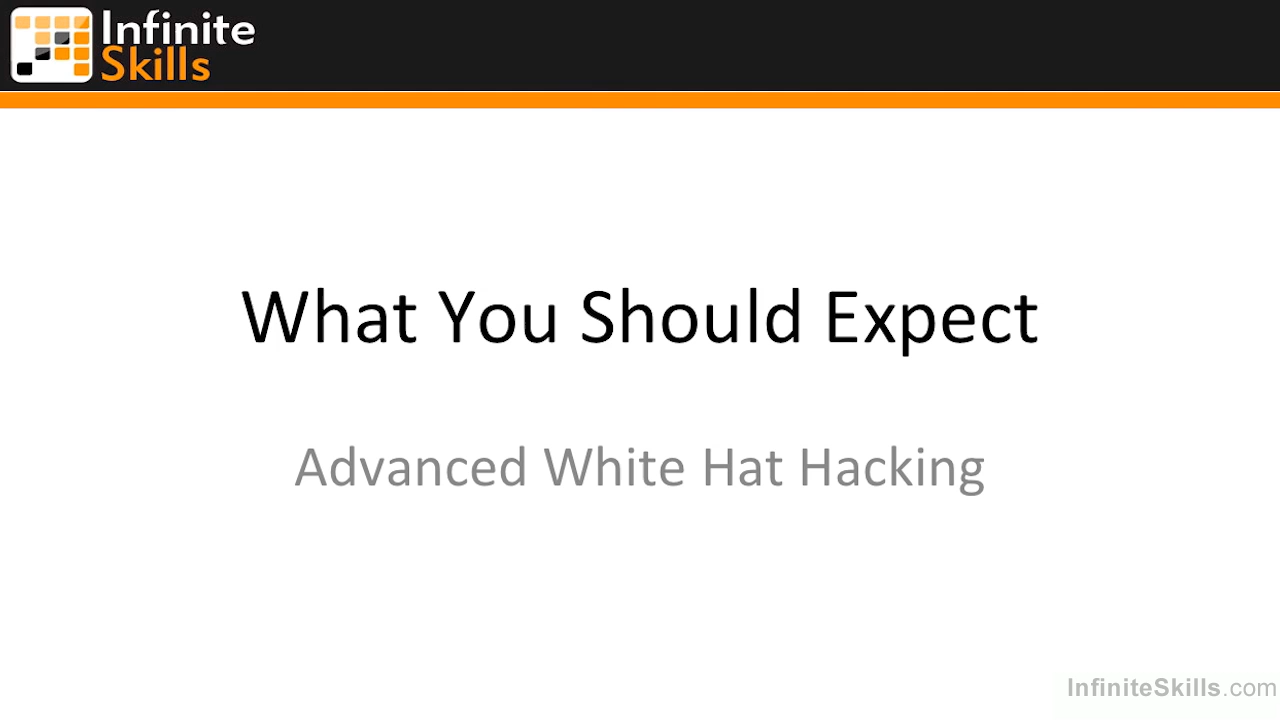 Infinite
Skills
What You Should Expect
Advanced White Hat Hacking
InfiniteSkills.com